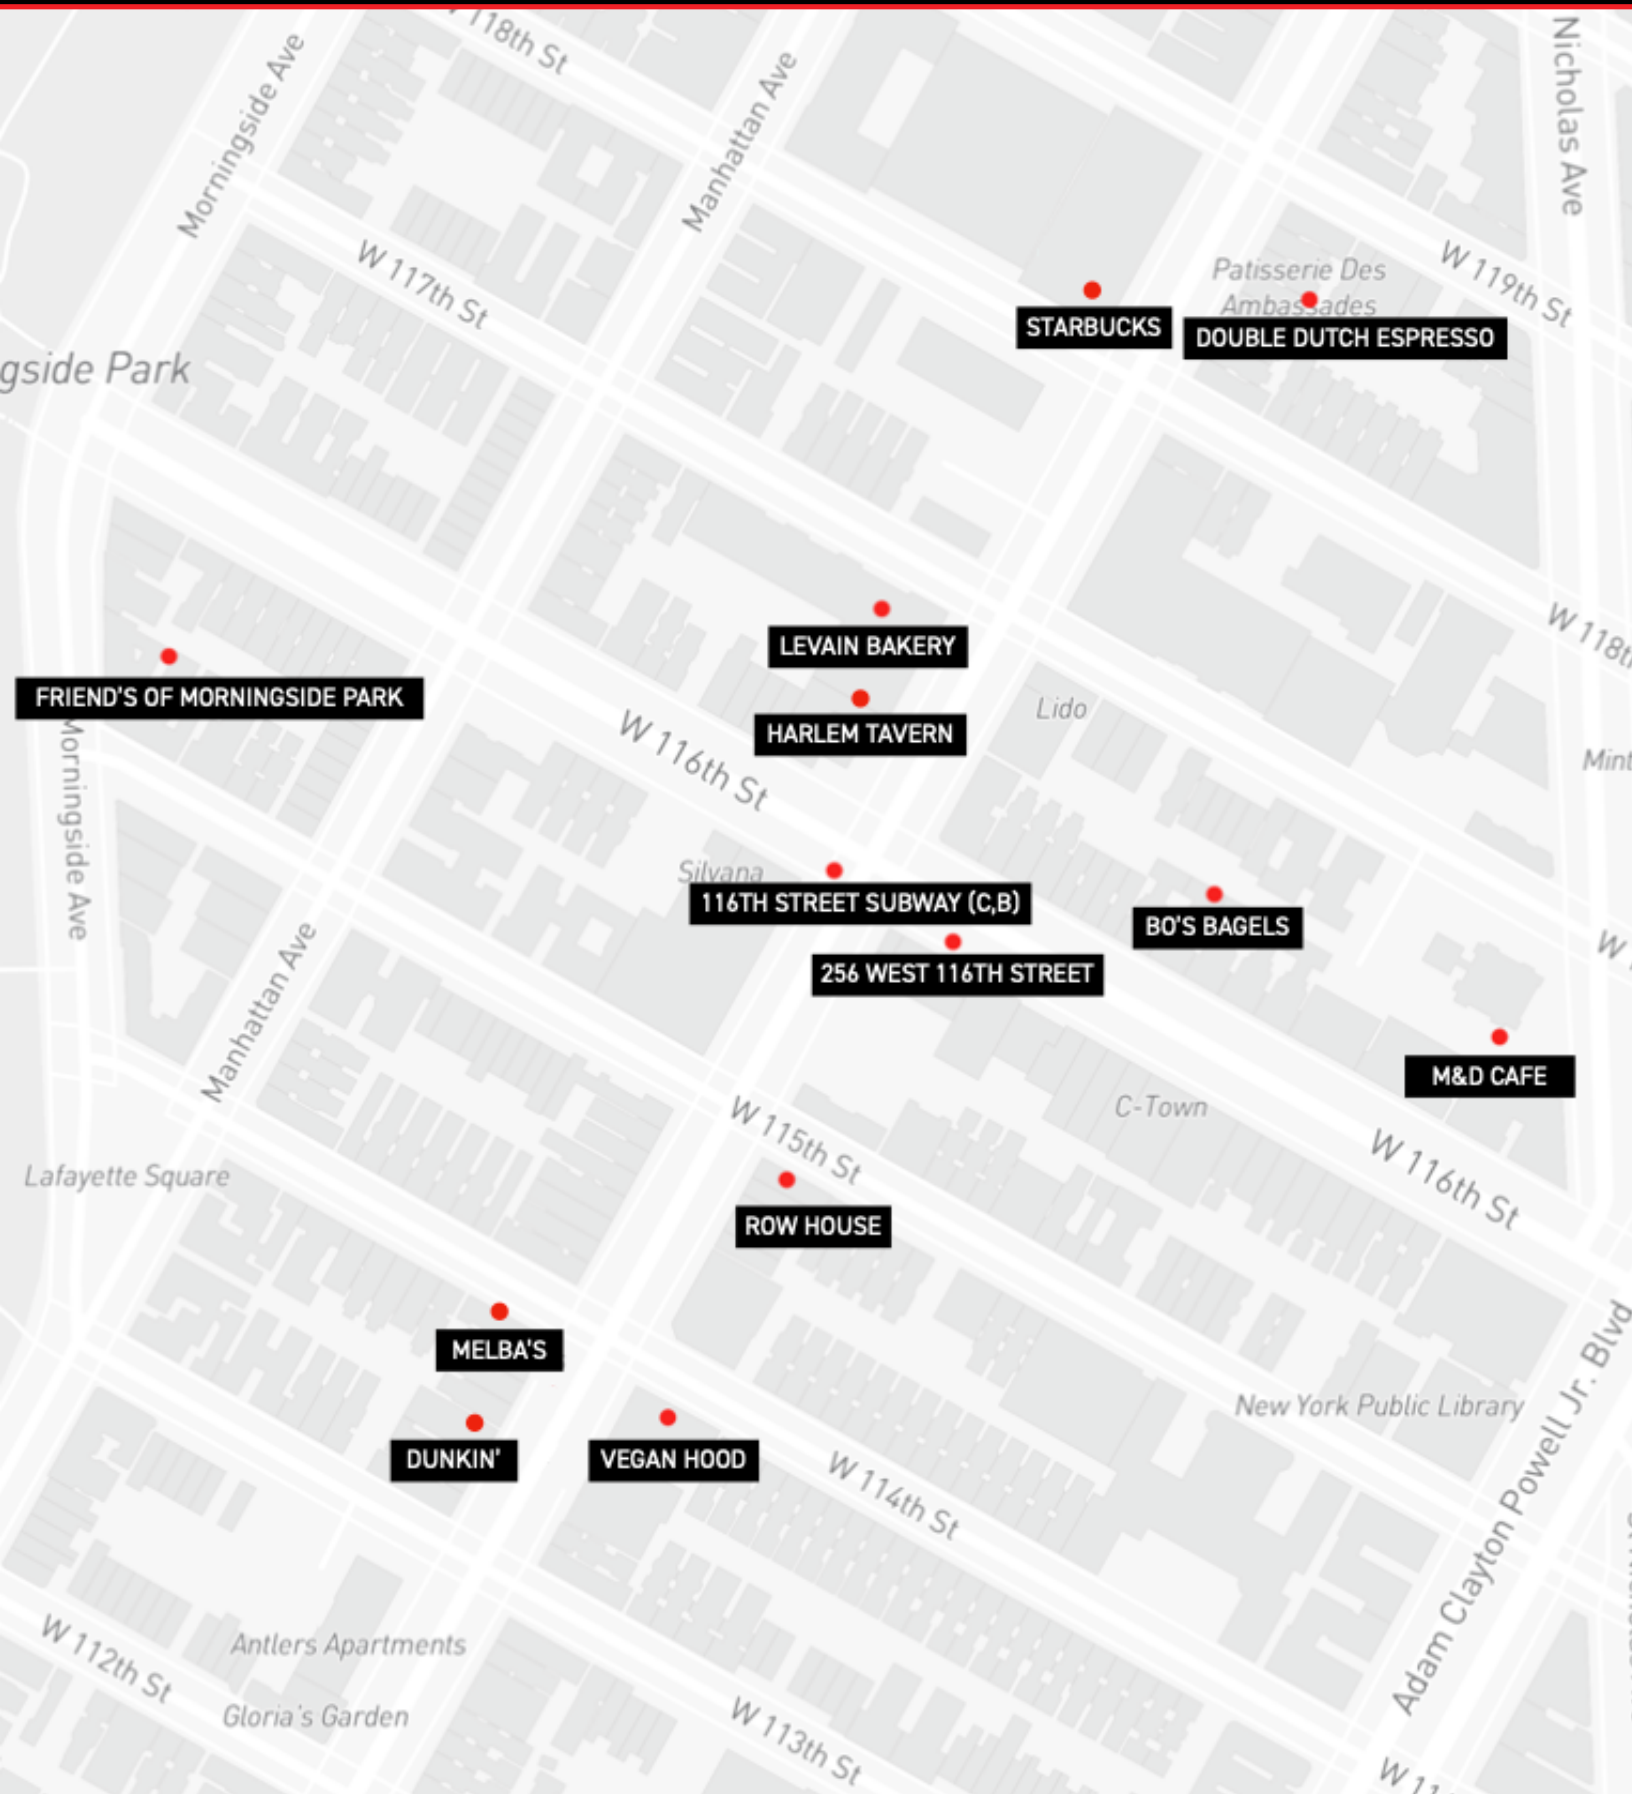 W 118th St
Morningside Ave
Manhattan Ave
Nicholas Ave
W 117th St
W 119th St
Patisserie Des
Ambassades
STARBUCKS
DOUBLE DUTCH ESPRESSO
gside Park
LEVAIN BAKERY
W 118th
FRIEND'S OF MORNINGSIDE PARK
Lido
HARLEM TAVERN
W 116th St
Mint
Morningside Ave
Silvana
116TH STREET SUBWAY (C,B)
BO'S BAGELS
256 WEST 116TH STREET
W 1
Manhattan Ave
M&D CAFE
C-Town
W 115th St
W 116th St
Lafayette Square
ROW HOUSE
MELBA'S
New York Public Library
Adam Clayton Powell Jr. Blvd
DUNKIN'
VEGAN HOOD
W 114th St
Antlers Apartments
W 112th St
Gloria's Garden
W 113th St
W 11